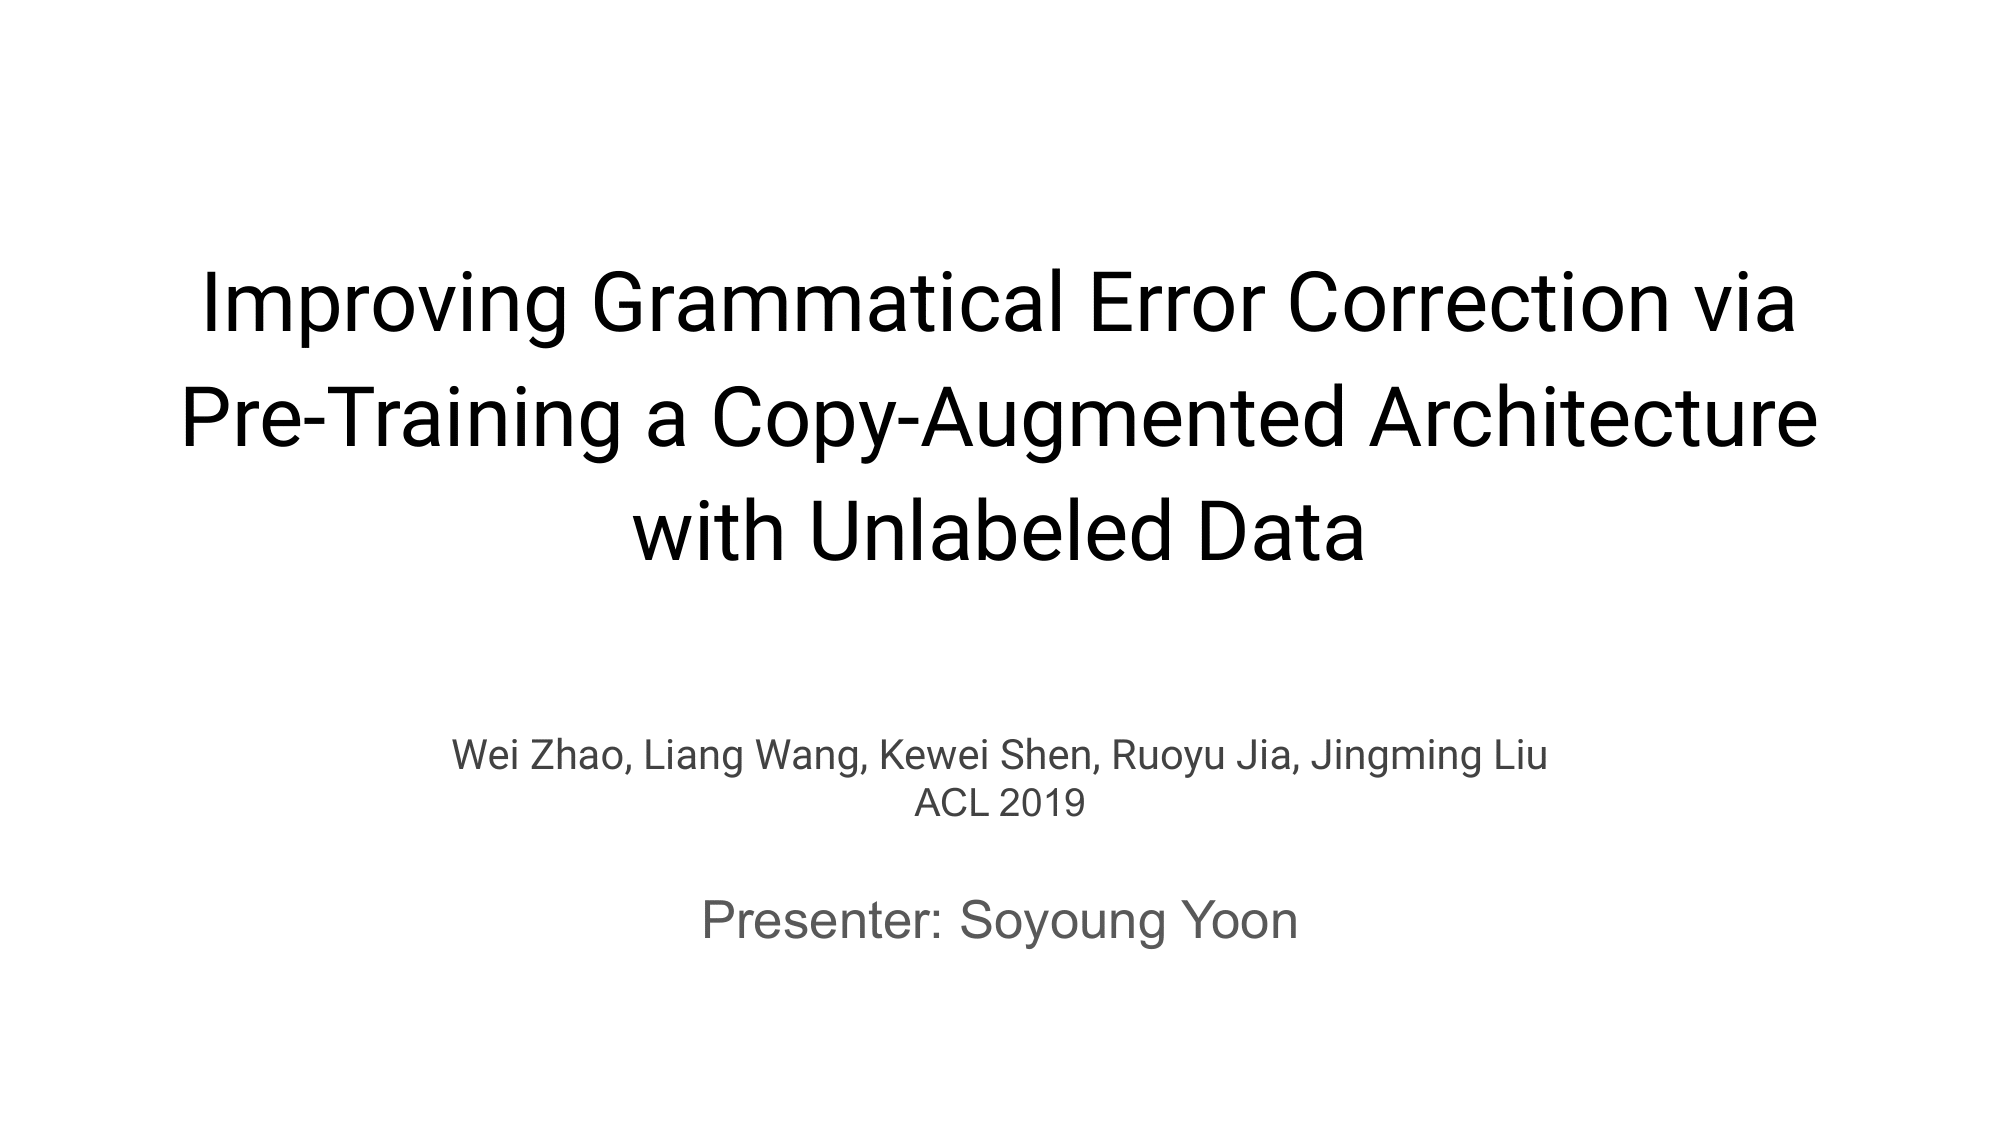 Improving Grammatical Error Correction via
Pre-Training a Copy-Augmented Architecture
with Unlabeled Data
Wei Zhao, Liang Wang, Kewei Shen, Ruoyu Jia, Jingming Liu
ACL 2019
Presenter: Soyoung Yoon